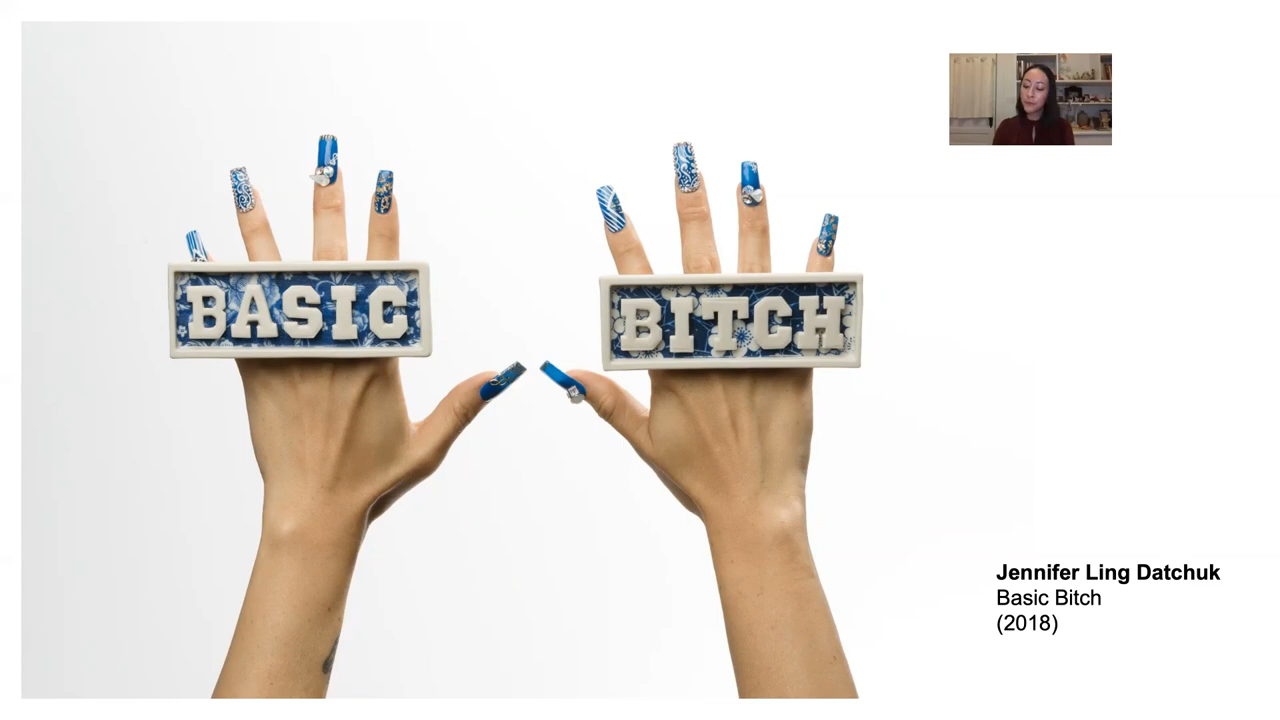 BASIC
BITCH
Jennifer Ling Datchuk
Basic Bitch
(2018)